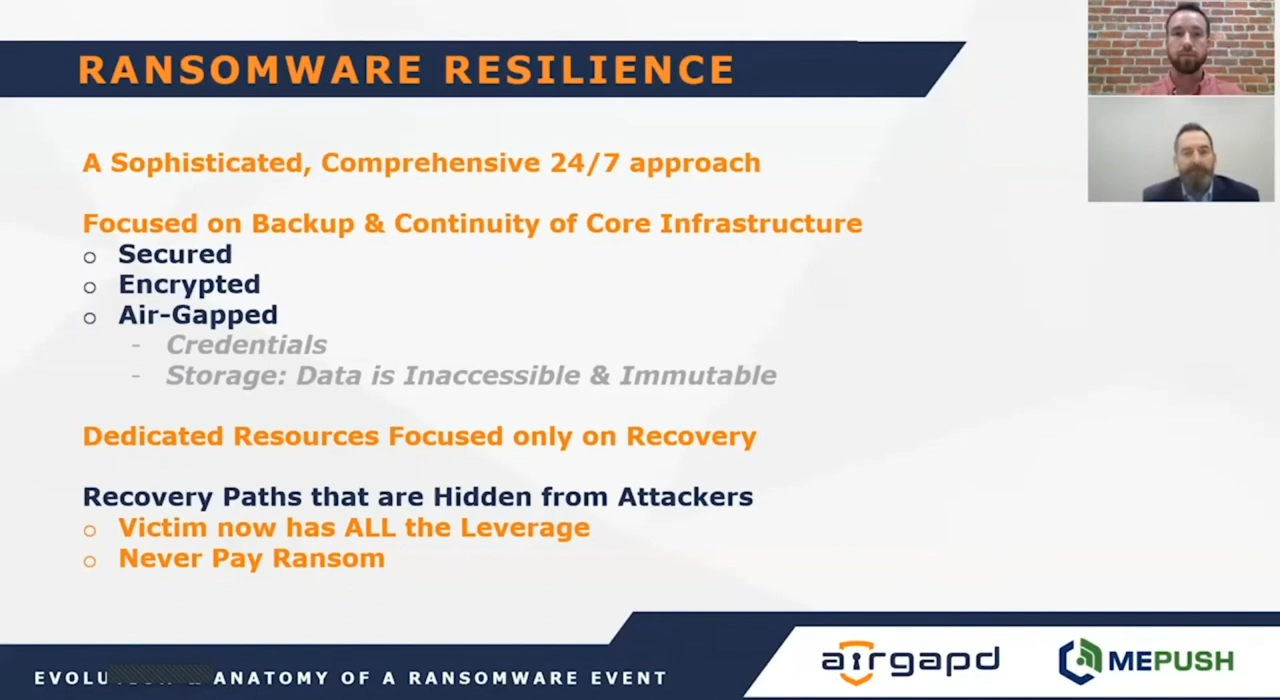 RANSOMWARE RESILIENCE
A Sophisticated, Comprehensive 24/7 approach
Focused on Backup & Continuity of Core Infrastructure
o Secured
o Encrypted
o Air-Gapped
- Credentials
- Storage: Data is Inaccessible & Immutable
Dedicated Resources Focused only on Recovery
Recovery Paths that are Hidden from Attackers
o Victim now has ALL the Leverage
o Never Pay Ransom
ANATOMY OF A RANSOMWARE EVENT
airgapd
MEPUSH